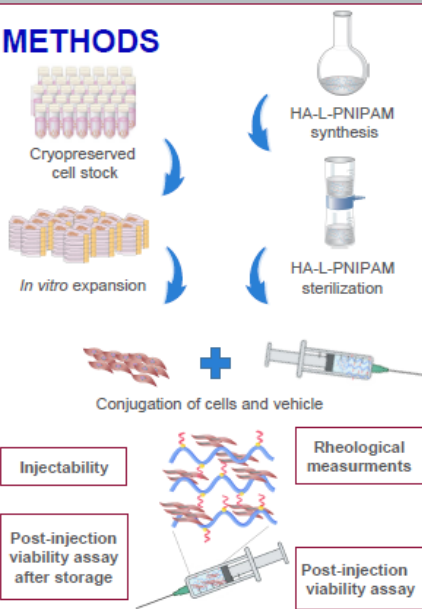 METHODS
Cryopreserved
cell stock
HA-L-PNIPAM
synthesis
In vitro expansion
HA-L-PNIPAM
sterilization
Conjugation of cells and vehicle
Injectability
Rheological
measurments
Post-injection
viability assay
after storage
Post-injection
viability assay